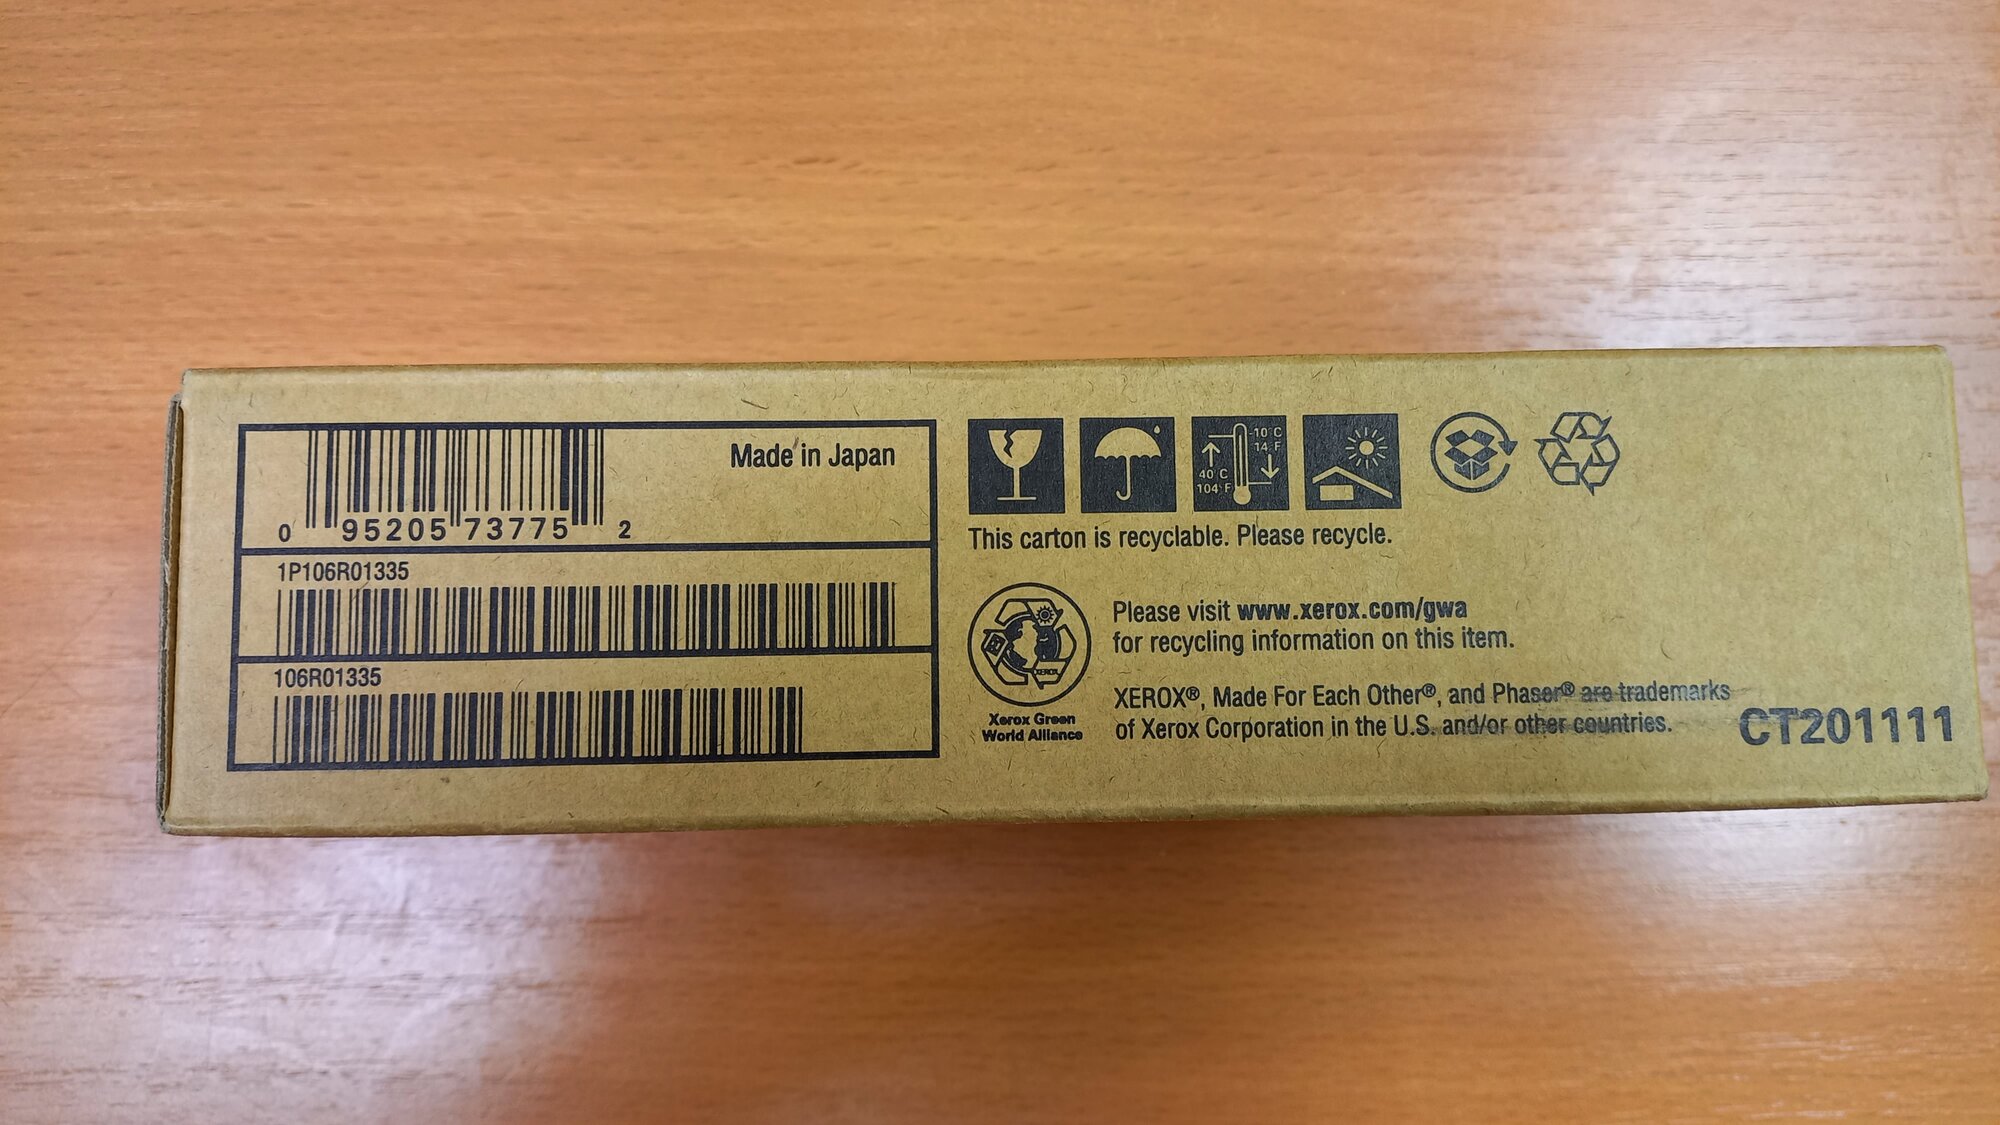 Made in Japan
0 95205 73775 2
1P106R01335
106R01335
-10°C
14°F
40°C
104°F
This carton is recyclable. Please recycle.
Please visit www.xerox.com/gwa
for recycling information on this item.
XEROX
Xerox Green
World Alliance
XEROX®, Made For Each Other®, and Phaser® are trademarks
of Xerox Corporation in the U.S. and/or other countries.
CT201111